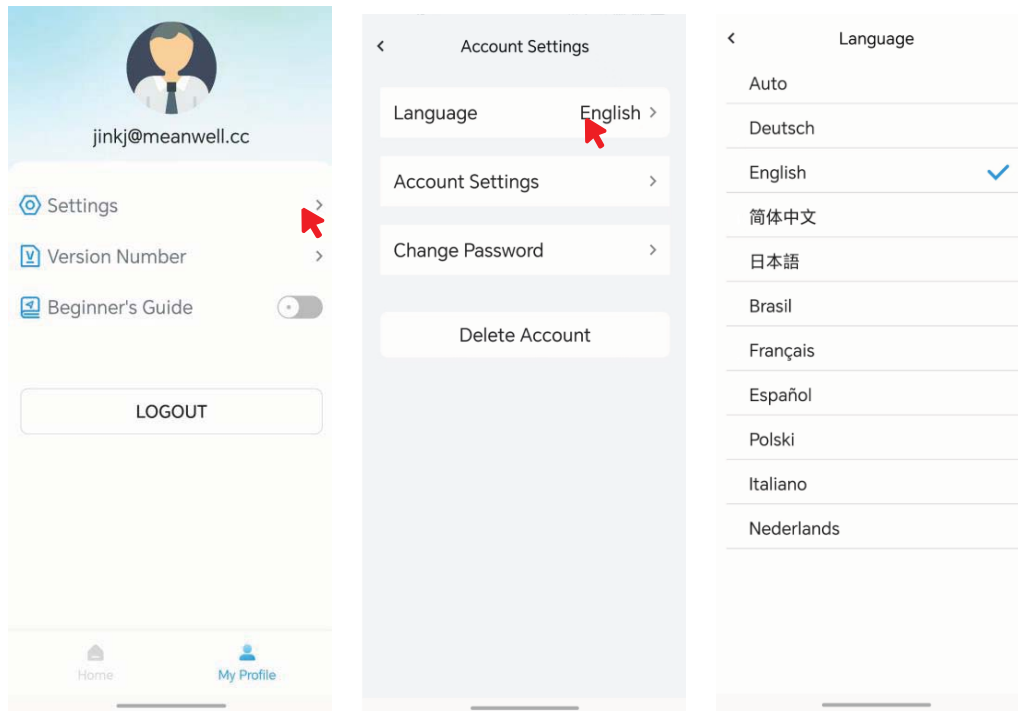 jinkj@meanwell.cc
Settings
Version Number
Beginner's Guide
LOGOUT
Home
My Profile
Account Settings
Language English
Account Settings
Change Password
Delete Account
Language
Auto
Deutsch
English
简体中文
日本語
Brasil
Français
Español
Polski
Italiano
Nederlands